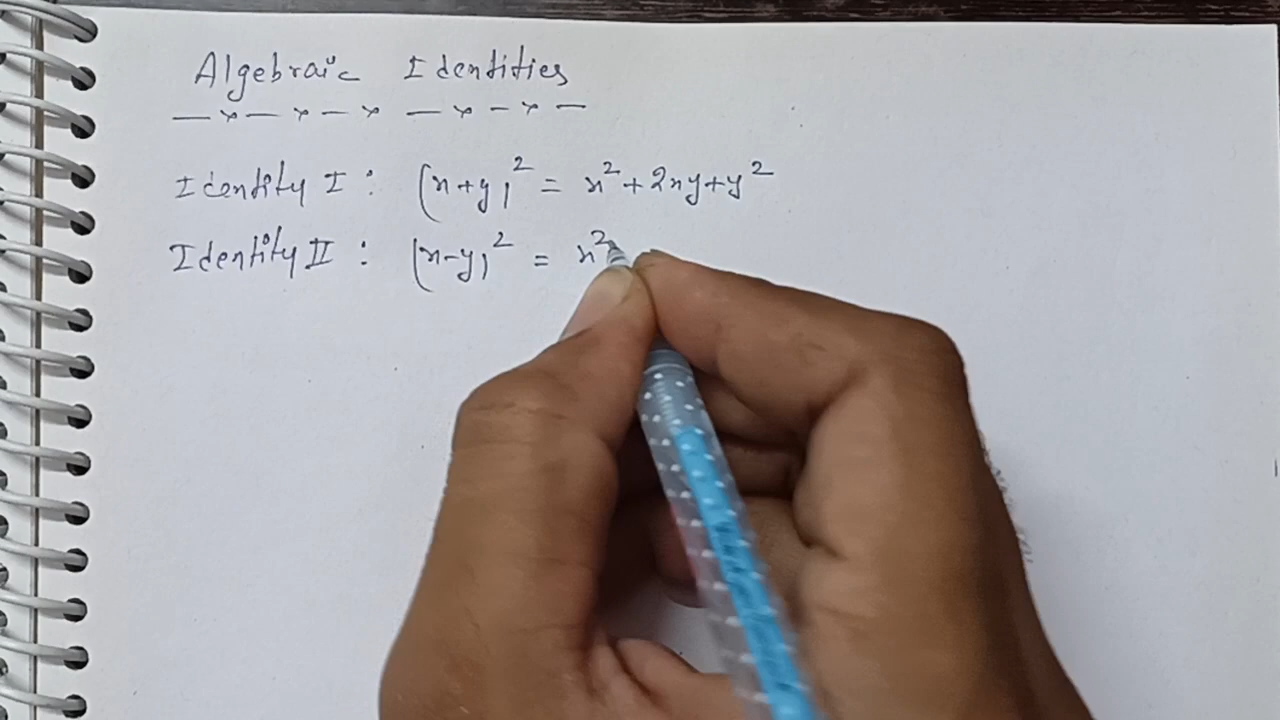 Algebraic Identities
Identity I : (x+y)² = x²+2xy+y²
Identity II : (x-y)² = x²